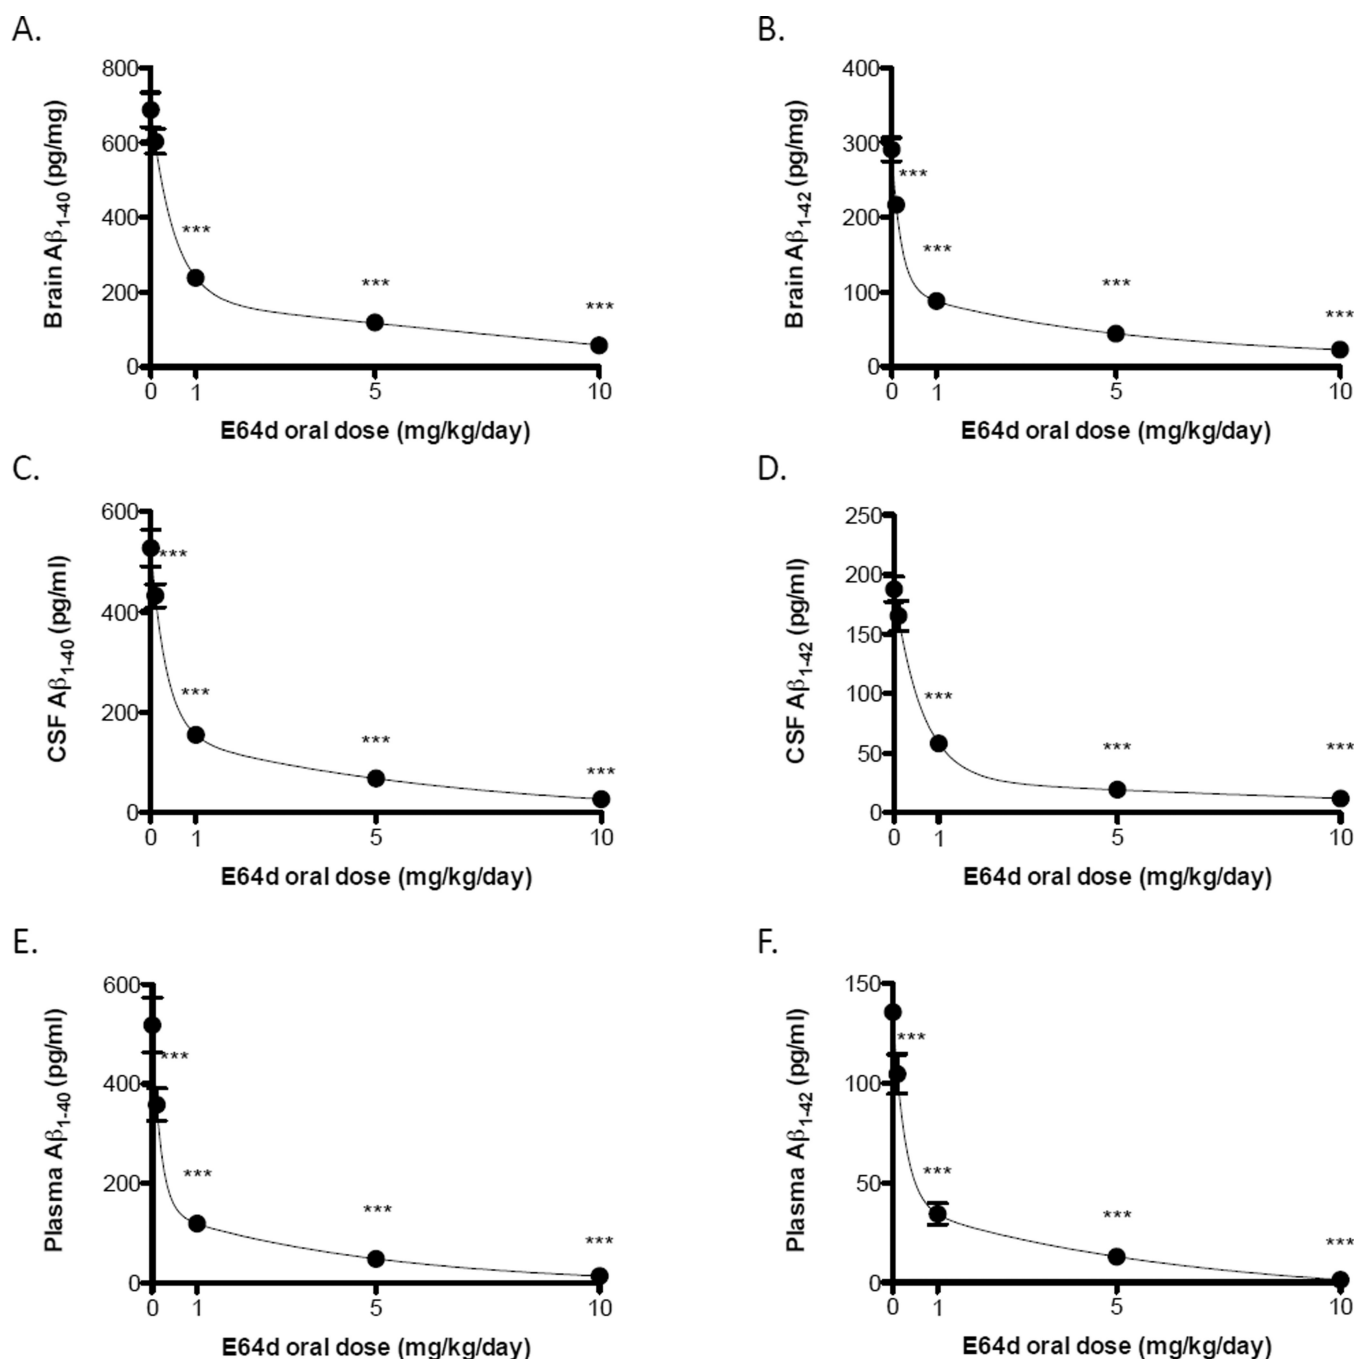 A.
B.
800
600
400
200
0
Brain Aβ1-40 (pg/mg)
***
***
***
0 1 5 10
E64d oral dose (mg/kg/day)
400
300
200
100
0
Brain Aβ1-42 (pg/mg)
***
***
***
***
0 1 5 10
E64d oral dose (mg/kg/day)
C.
D.
600
400
200
0
CSF Aβ1-40 (pg/ml)
***
***
***
***
0 1 5 10
E64d oral dose (mg/kg/day)
250
200
150
100
50
0
CSF Aβ1-42 (pg/ml)
***
***
***
0 1 5 10
E64d oral dose (mg/kg/day)
E.
F.
600
400
200
0
Plasma Aβ1-40 (pg/ml)
***
***
***
***
0 1 5 10
E64d oral dose (mg/kg/day)
150
100
50
0
Plasma Aβ1-42 (pg/ml)
***
***
***
***
0 1 5 10
E64d oral dose (mg/kg/day)